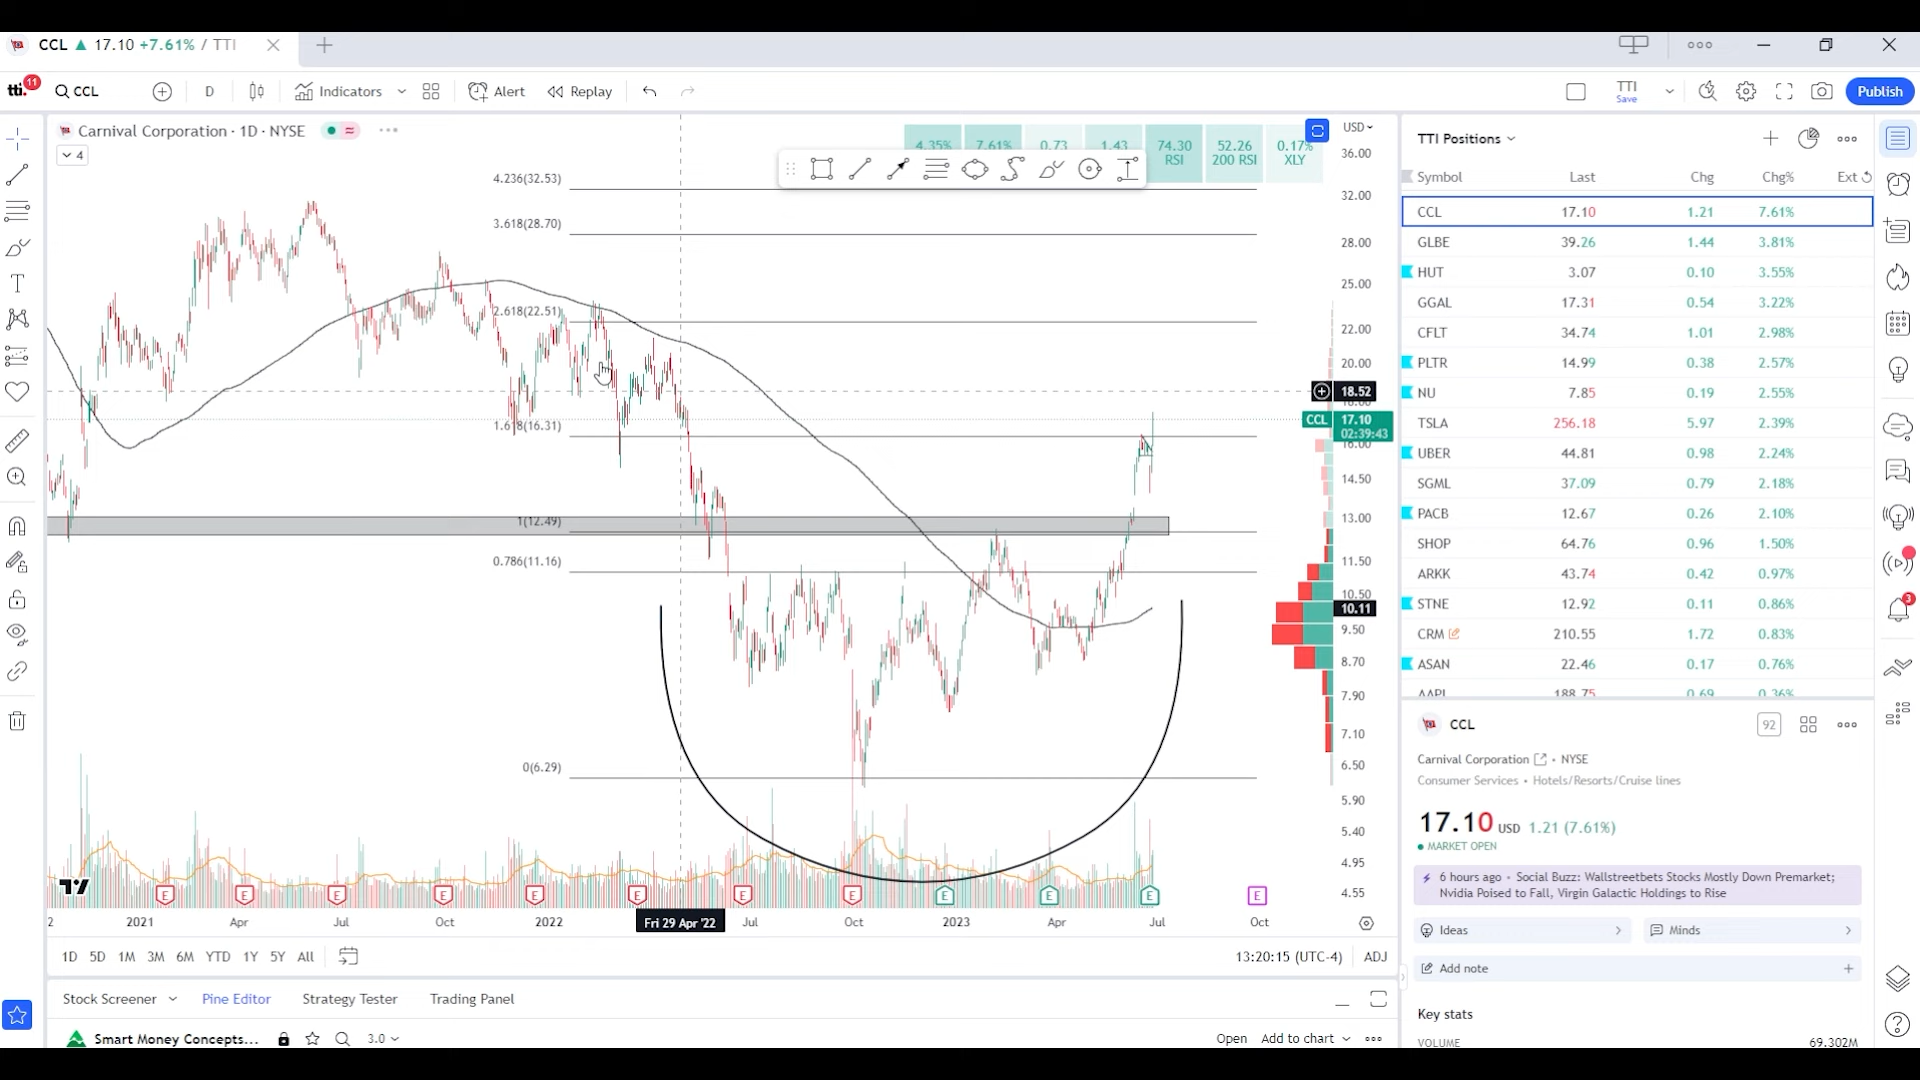 CCL ▲ 17.10 +7.61% / TTI
tti. 11
CCL
D
Indicators
Alert
Replay
TTI
Save
Publish
Carnival Corporation · 1D · NYSE
4
4.35%
7.61%
0.73
1.43
74.30
RSI
52.26
200 RSI
0.17%
XLY
USD
36.00
32.00
28.00
25.00
22.00
20.00
18.52
18.00
CCL
17.10
02:39:43
16.00
14.50
13.00
11.50
10.50
10.11
9.50
8.70
7.90
7.10
6.50
5.90
5.40
4.95
4.55
4.236(32.53)
3.618(28.70)
2.618(22.51)
1.618(16.31)
1(12.49)
0.786(11.16)
0(6.29)
E E E E E E E E E E E E
2 2021 Apr Jul Oct 2022 Fri 29 Apr '22 Jul Oct 2023 Apr Jul Oct
1D 5D 1M 3M 6M YTD 1Y 5Y All
13:20:15 (UTC-4) ADJ
Stock Screener Pine Editor Strategy Tester Trading Panel
Smart Money Concepts... 3.0
Open Add to chart
TTI Positions
Symbol Last Chg Chg% Ext
CCL 17.10 1.21 7.61%
GLBE 39.26 1.44 3.81%
HUT 3.07 0.10 3.55%
GGAL 17.31 0.54 3.22%
CFLT 34.74 1.01 2.98%
PLTR 14.99 0.38 2.57%
NU 7.85 0.19 2.55%
TSLA 256.18 5.97 2.39%
UBER 44.81 0.98 2.24%
SGML 37.09 0.79 2.18%
PACB 12.67 0.26 2.10%
SHOP 64.76 0.96 1.50%
ARKK 43.74 0.42 0.97%
STNE 12.92 0.11 0.86%
CRM 210.55 1.72 0.83%
ASAN 22.46 0.17 0.76%
AAPL 188.75 0.69 0.36%
CCL
92
Carnival Corporation · NYSE
Consumer Services • Hotels/Resorts/Cruise lines
17.10 USD 1.21 (7.61%)
MARKET OPEN
6 hours ago • Social Buzz: Wallstreetbets Stocks Mostly Down Premarket;
Nvidia Poised to Fall, Virgin Galactic Holdings to Rise
Ideas
Minds
Add note
Key stats
VOLUME 69.302M
3